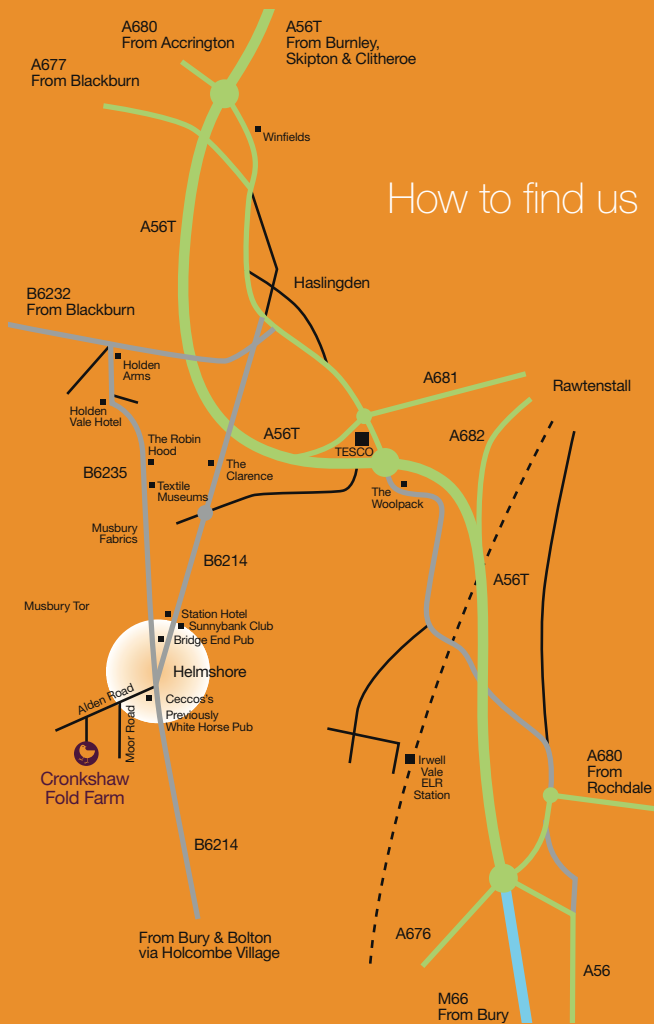 A680
From Accrington
A56T
From Burnley,
Skipton & Clitheroe
A677
From Blackburn
Winfields
How to find us
A56T
Haslingden
B6232
From Blackburn
Holden
Arms
A681
Rawtenstall
Holden
Vale Hotel
A56T
A682
The Robin
Hood
TESCO
B6235
The
Clarence
Textile
Museums
The
Woolpack
Musbury
Fabrics
B6214
A56T
Musbury Tor
Station Hotel
Sunnybank Club
Bridge End Pub
Helmshore
Alden Road
Ceccos's
Moor Road
Previously
White Horse Pub
Cronkshaw
Fold Farm
Irwell
Vale
ELR
Station
A680
From
Rochdale
B6214
From Bury & Bolton
via Holcombe Village
A676
A56
M66
From Bury